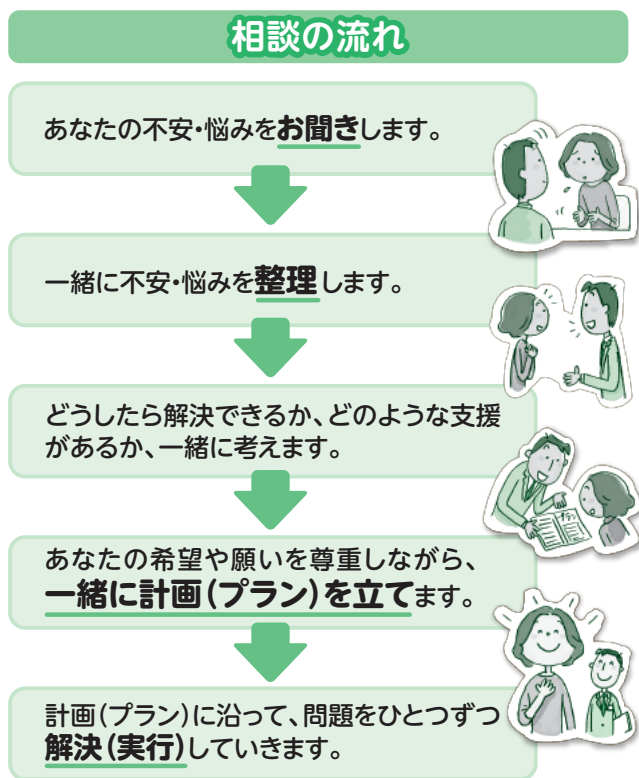 相談の流れ
あなたの不安・悩みをお聞きします。
一緒に不安・悩みを整理します。
どうしたら解決できるか、どのような支援
があるか、一緒に考えます。
あなたの希望や願いを尊重しながら、
一緒に計画(プラン)を立てます。
計画(プラン)に沿って、問題をひとつずつ
解決(実行)していきます。